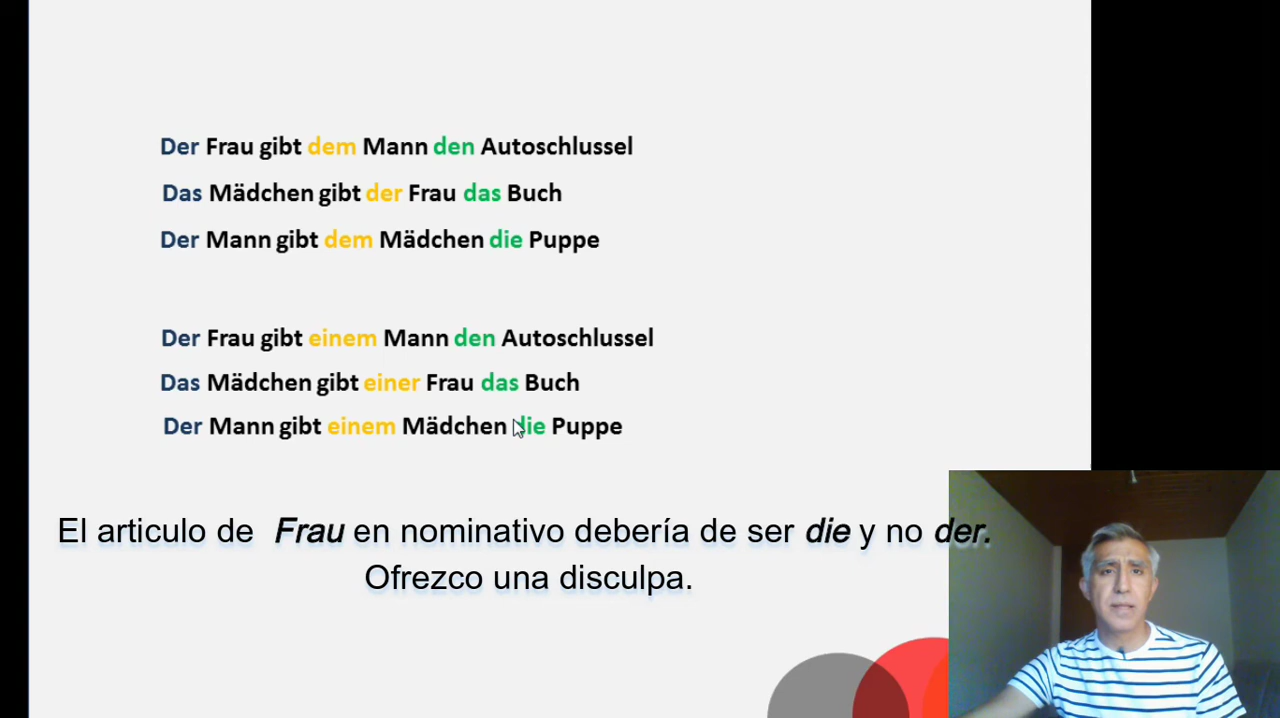 Der Frau gibt dem Mann den Autoschlussel
Das Mädchen gibt der Frau das Buch
Der Mann gibt dem Mädchen die Puppe
Der Frau gibt einem Mann den Autoschlussel
Das Mädchen gibt einer Frau das Buch
Der Mann gibt einem Mädchen die Puppe
El articulo de Frau en nominativo debería de ser die y no der.
Ofrezco una disculpa.